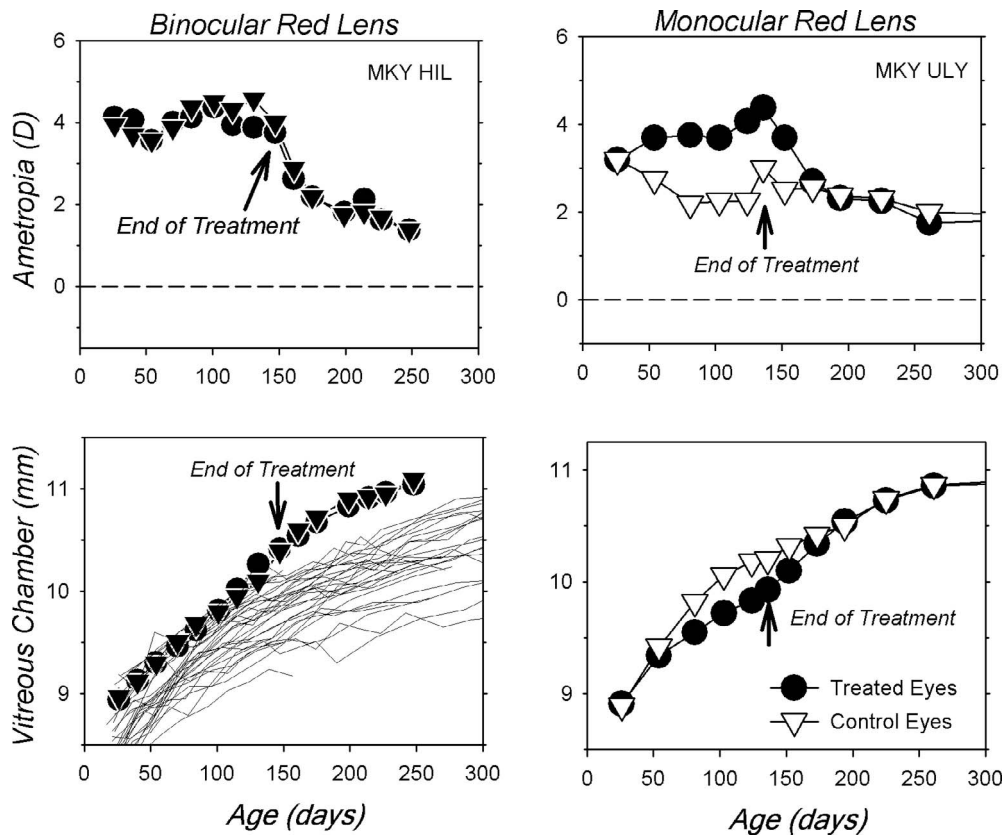 Binocular Red Lens
Monocular Red Lens
Ametropia (D)
6
4
2
0
MKY HIL
End of Treatment
0 50 100 150 200 250 300
6
4
2
0
MKY ULY
End of Treatment
0 50 100 150 200 250 300
Vitreous Chamber (mm)
11
10
9
End of Treatment
0 50 100 150 200 250 300
Age (days)
11
10
9
End of Treatment
Treated Eyes
Control Eyes
0 50 100 150 200 250 300
Age (days)